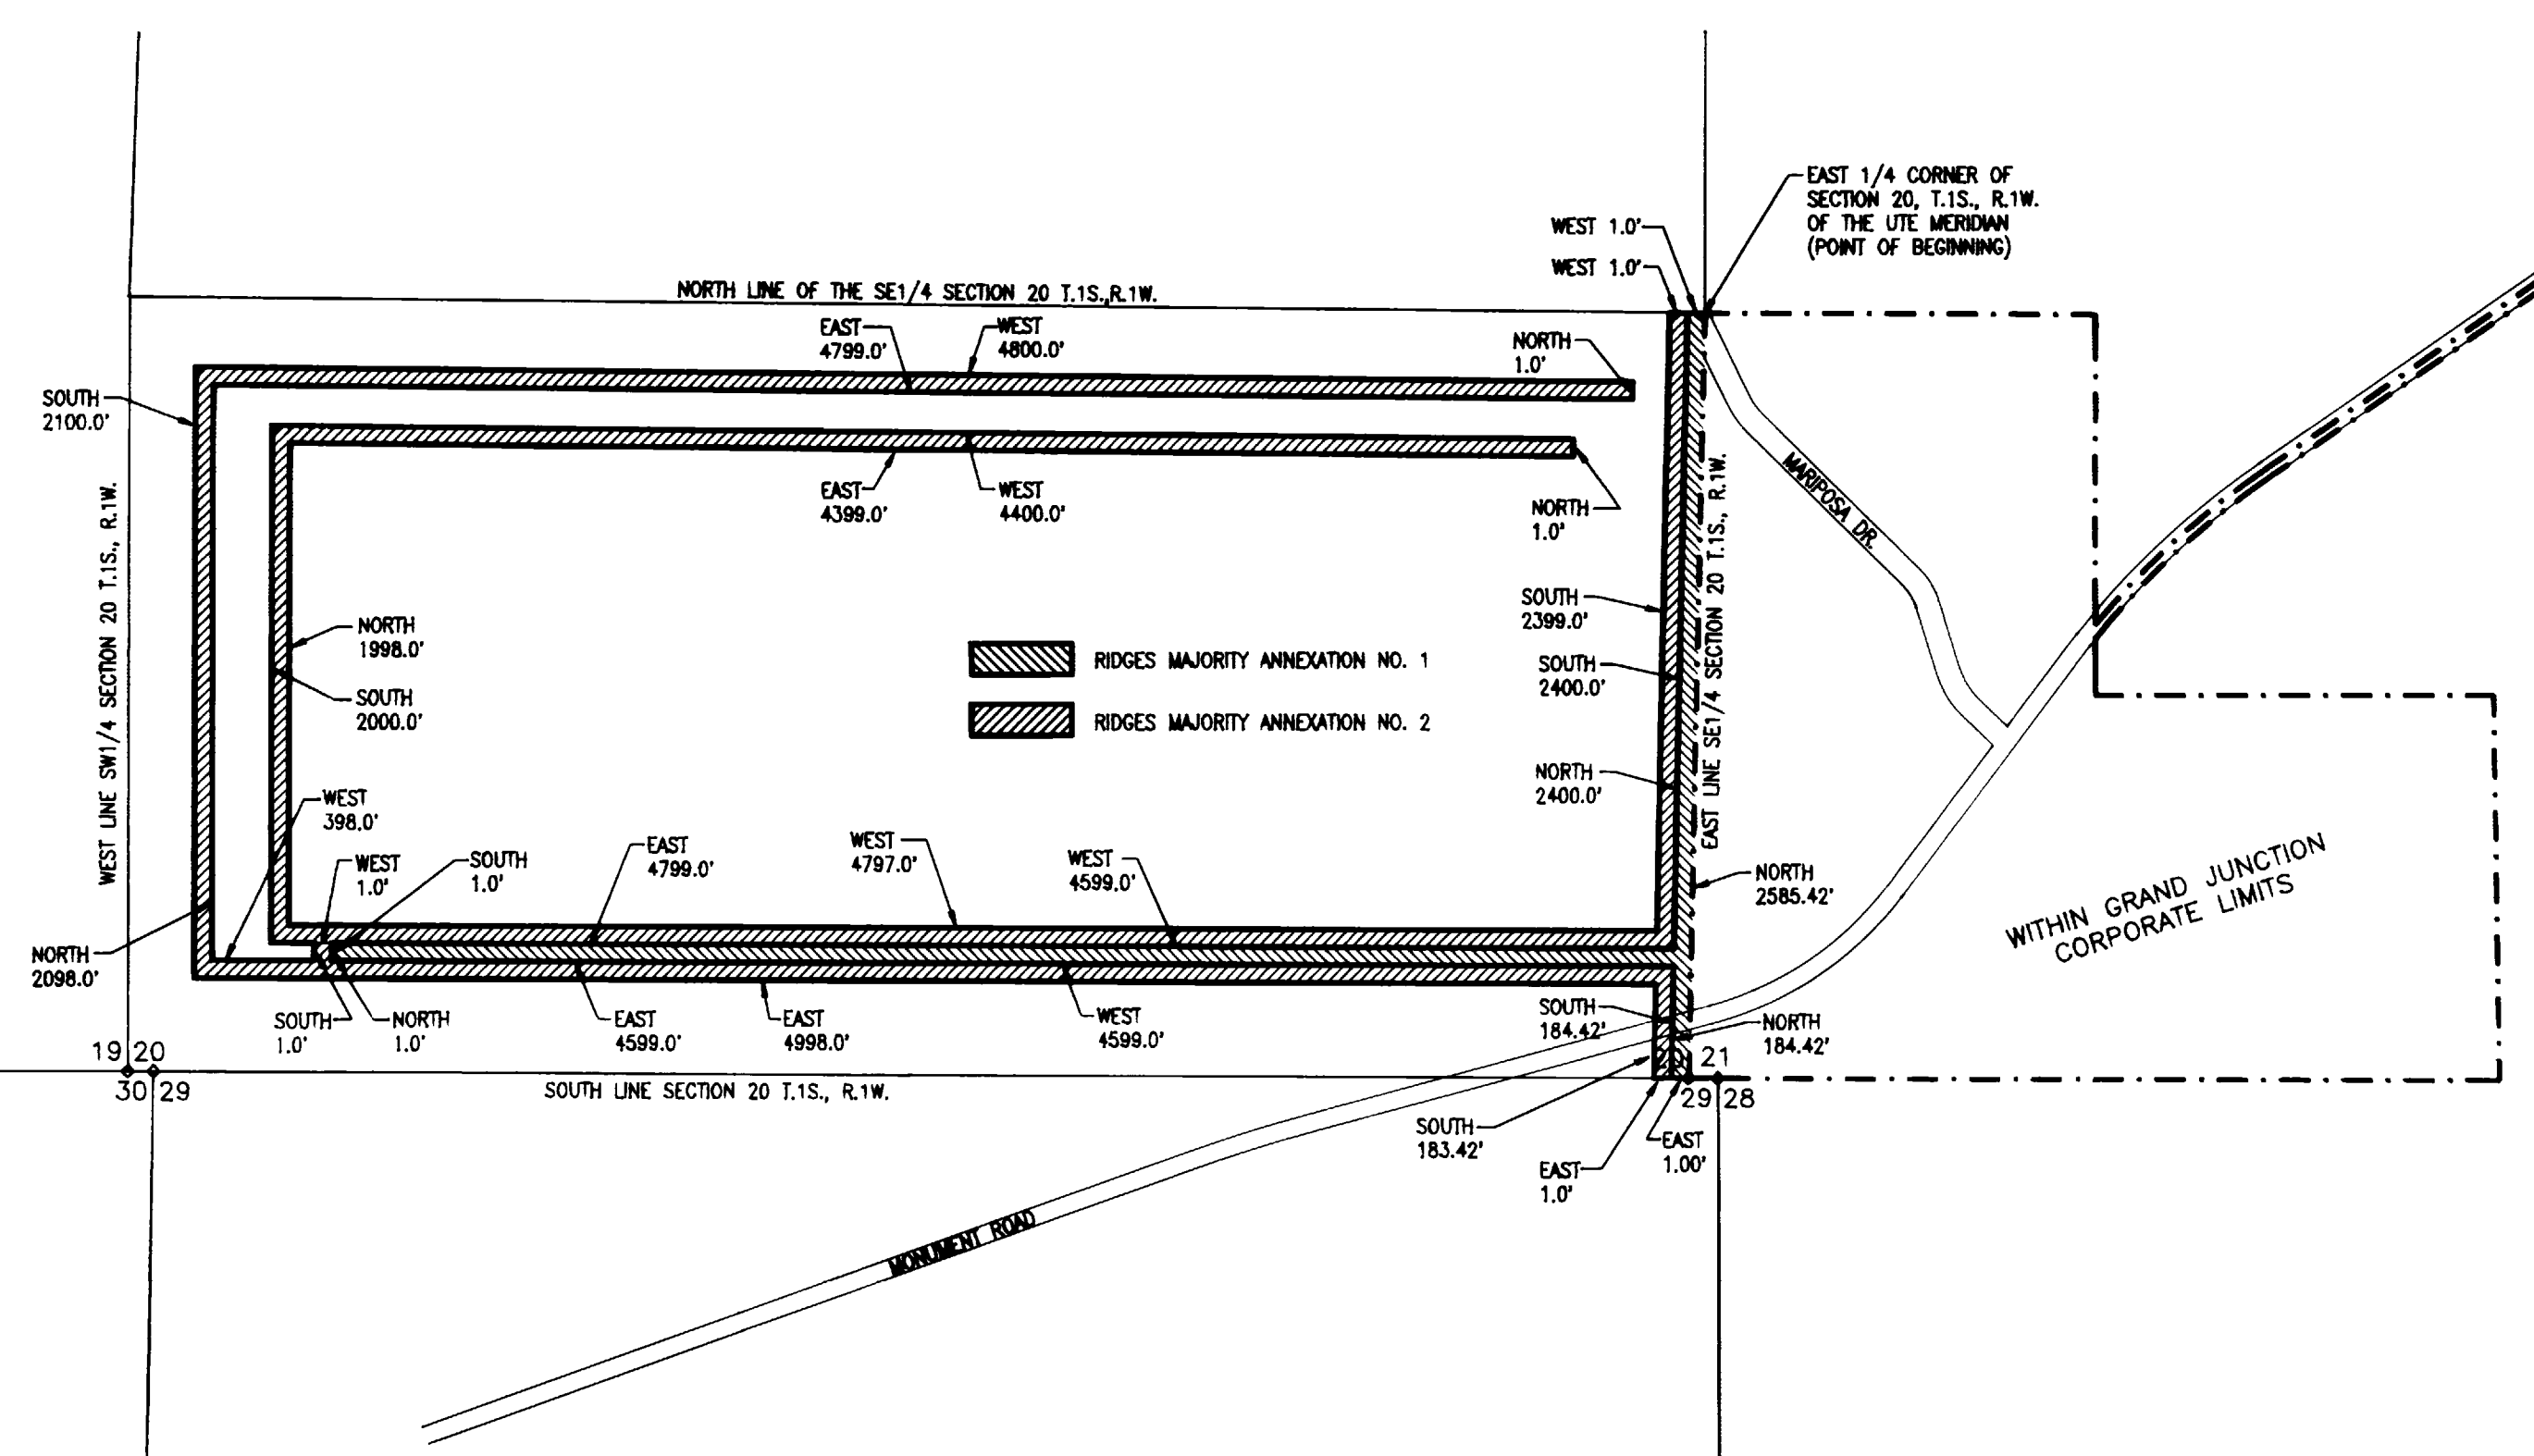 EAST 1/4 CORNER OF
SECTION 20, T.1S., R.1W.
OF THE UTE MERIDIAN
(POINT OF BEGINNING)
WEST 1.0'
WEST 1.0'
NORTH LINE OF THE SE1/4 SECTION 20 T.1S.,R.1W.
EAST
4799.0'
WEST
4800.0'
NORTH
1.0'
SOUTH
2100.0'
EAST
4399.0'
WEST
4400.0'
NORTH
1.0'
MARIPOSA DR.
WEST LINE SW1/4 SECTION 20 T.1S., R.1W.
EAST LINE SE1/4 SECTION 20 T.1S., R.1W.
NORTH
1998.0'
SOUTH
2000.0'
SOUTH
2399.0'
RIDGES MAJORITY ANNEXATION NO. 1
SOUTH
2400.0'
RIDGES MAJORITY ANNEXATION NO. 2
NORTH
2400.0'
WEST
398.0'
WEST
1.0'
SOUTH
1.0'
EAST
4799.0'
WEST
4797.0'
WEST
4599.0'
NORTH
2585.42'
WITHIN GRAND JUNCTION
CORPORATE LIMITS
NORTH
2098.0'
SOUTH
1.0'
NORTH
1.0'
EAST
4599.0'
EAST
4998.0'
WEST
4599.0'
SOUTH
184.42'
NORTH
184.42'
19 20
30 29
SOUTH LINE SECTION 20 T.1S., R.1W.
20 21
29 28
SOUTH
183.42'
EAST
1.0'
EAST
1.00'
MONUMENT ROAD